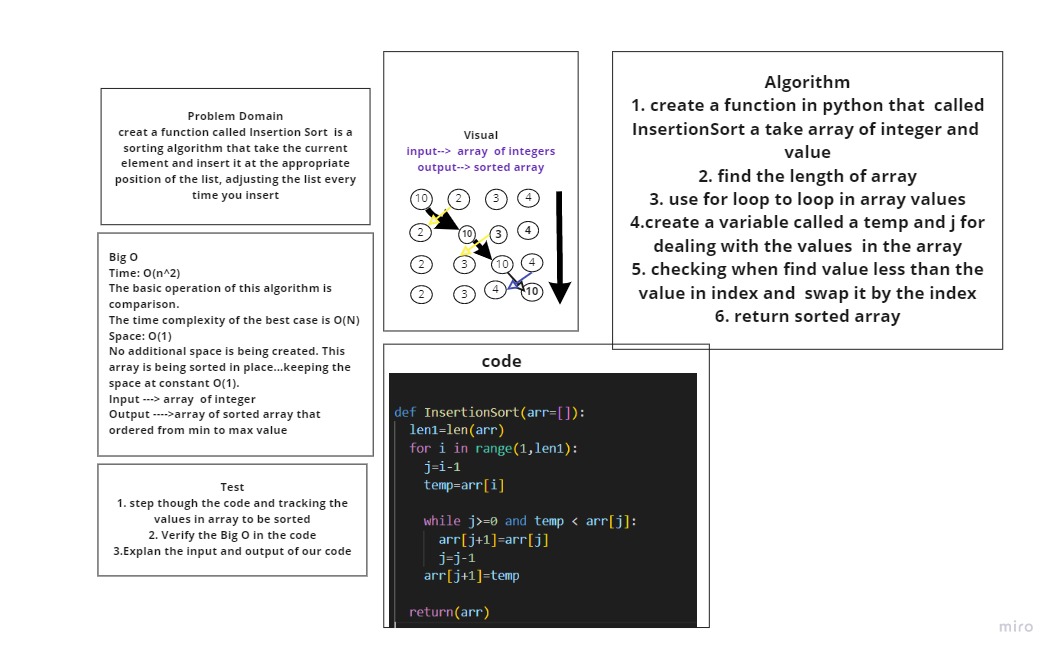 Problem Domain
creat a function called Insertion Sort is a
sorting algorithm that take the current
element and insert it at the appropriate
position of the list, adjusting the list every
time you insert
Big O
Time: O(n^2)
The basic operation of this algorithm is
comparison.
The time complexity of the best case is O(N)
Space: O(1)
No additional space is being created. This
array is being sorted in place...keeping the
space at constant O(1).
Input ---> array of integer
Output ---->array of sorted array that
ordered from min to max value
Test
1. step though the code and tracking the
values in array to be sorted
2. Verify the Big O in the code
3.Explan the input and output of our code
Visual
input--> array of integers
output--> sorted array
10 2 3 4
2 10 3 4
2 3 10 4
2 3 4 10
code
def InsertionSort(arr=[]):
len1=len(arr)
for i in range(1,len1):
j=i-1
temp=arr[i]
while j>=0 and temp < arr[j]:
arr[j+1]=arr[j]
j=j-1
arr[j+1]=temp
return(arr)
Algorithm
1. create a function in python that called
InsertionSort a take array of integer and
value
2. find the length of array
3. use for loop to loop in array values
4.create a variable called a temp and j for
dealing with the values in the array
5. checking when find value less than the
value in index and swap it by the index
6. return sorted array
miro